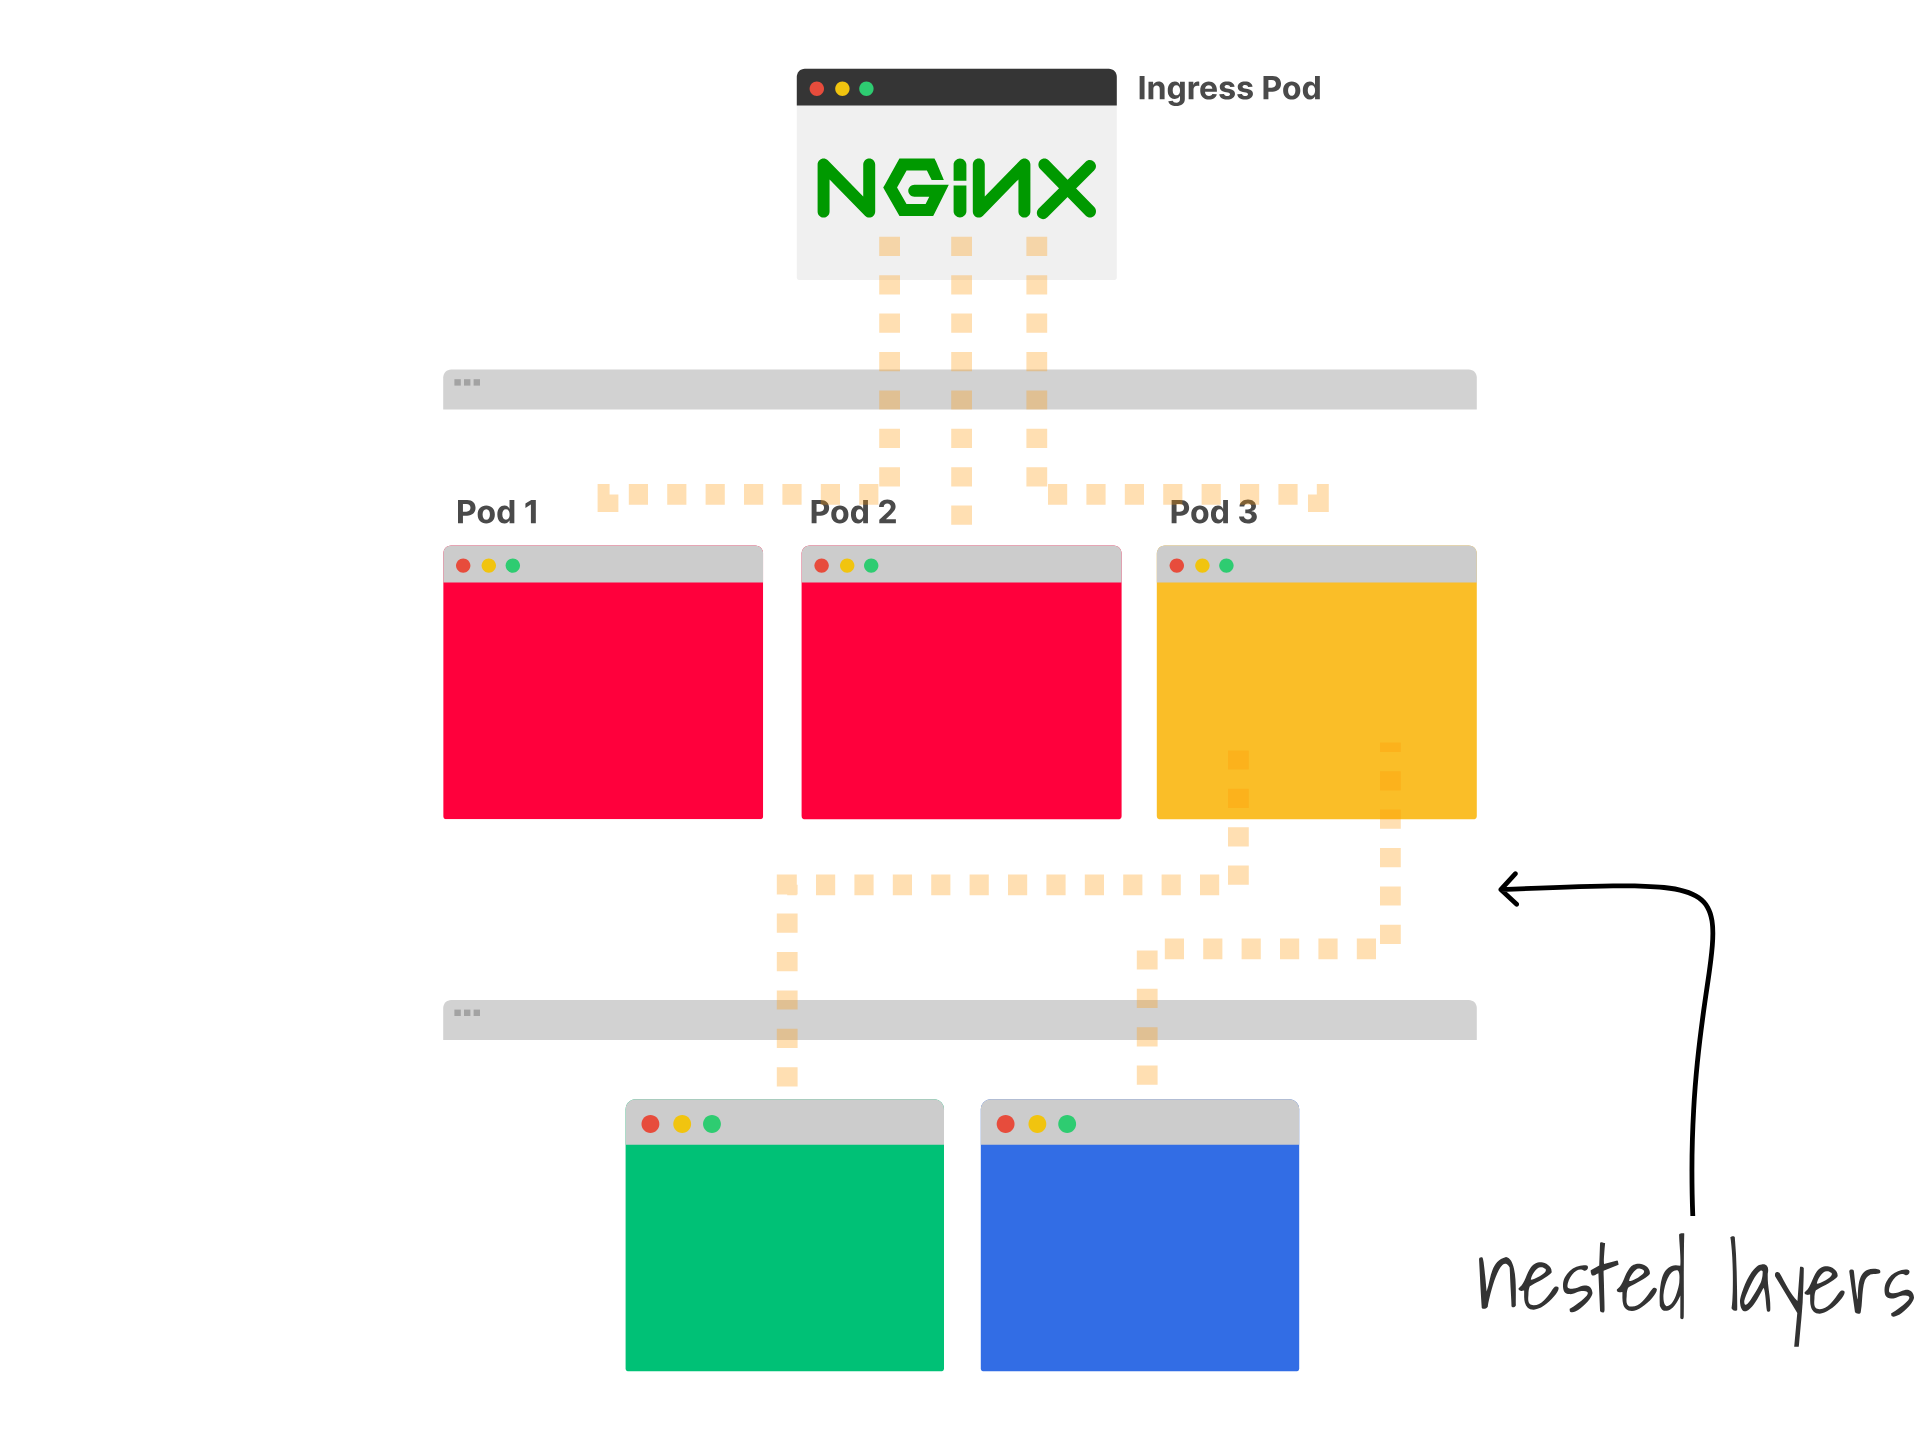 Ingress Pod
NGINX
Pod 1
Pod 2
Pod 3
nested layers